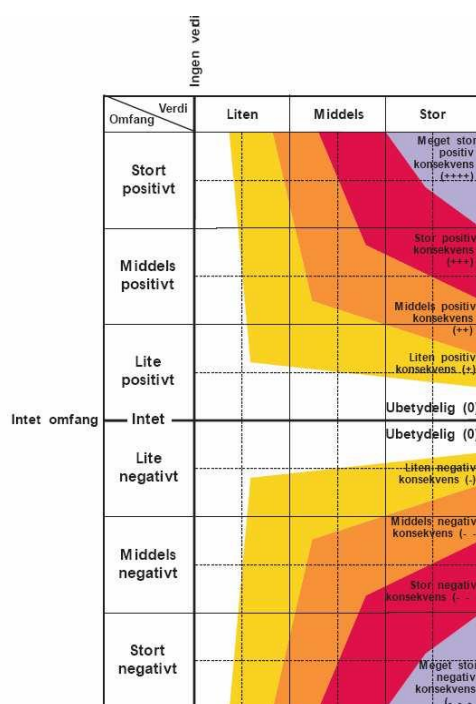 Ingen verdi
Verdi
Omfang
Liten
Middels
Stor
Stort
positivt
Meget stor
positiv
konsekvens
(++++)
Stor positiv
konsekvens
(+++)
Middels
positivt
Middels positiv
konsekvens
(++)
Lite
positivt
Liten positiv
konsekvens (+)
Ubetydelig (0)
Intet omfang
Intet
Ubetydelig (0)
Lite
negativt
Liten negativ
konsekvens (-)
Middels negativ
konsekvens (- -
Middels
negativt
Stor negativ
konsekvens (- - -
Stort
negativt
Meget stor
negativ
konsekvens
(- - - -